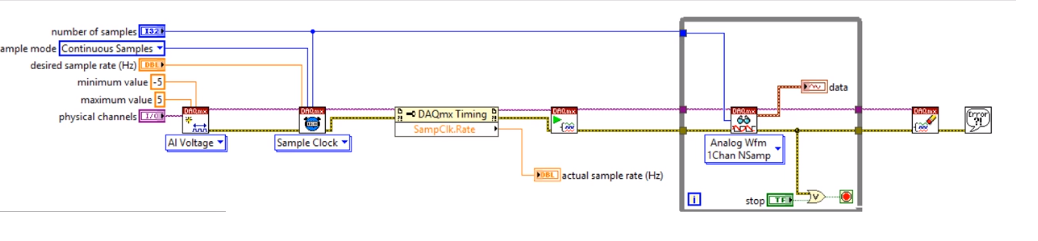 number of samples I32
ample mode Continuous Samples
desired sample rate (Hz) DBL
minimum value -5
maximum value 5
physical channels I/O
DAQmx
AI Voltage
DAQmx
Sample Clock
DAQmx Timing
SampClk.Rate
DBL actual sample rate (Hz)
DAQmx
DAQmx
Analog Wfm
1Chan NSamp
data
i
stop TF
V
DAQmx
Error
?!